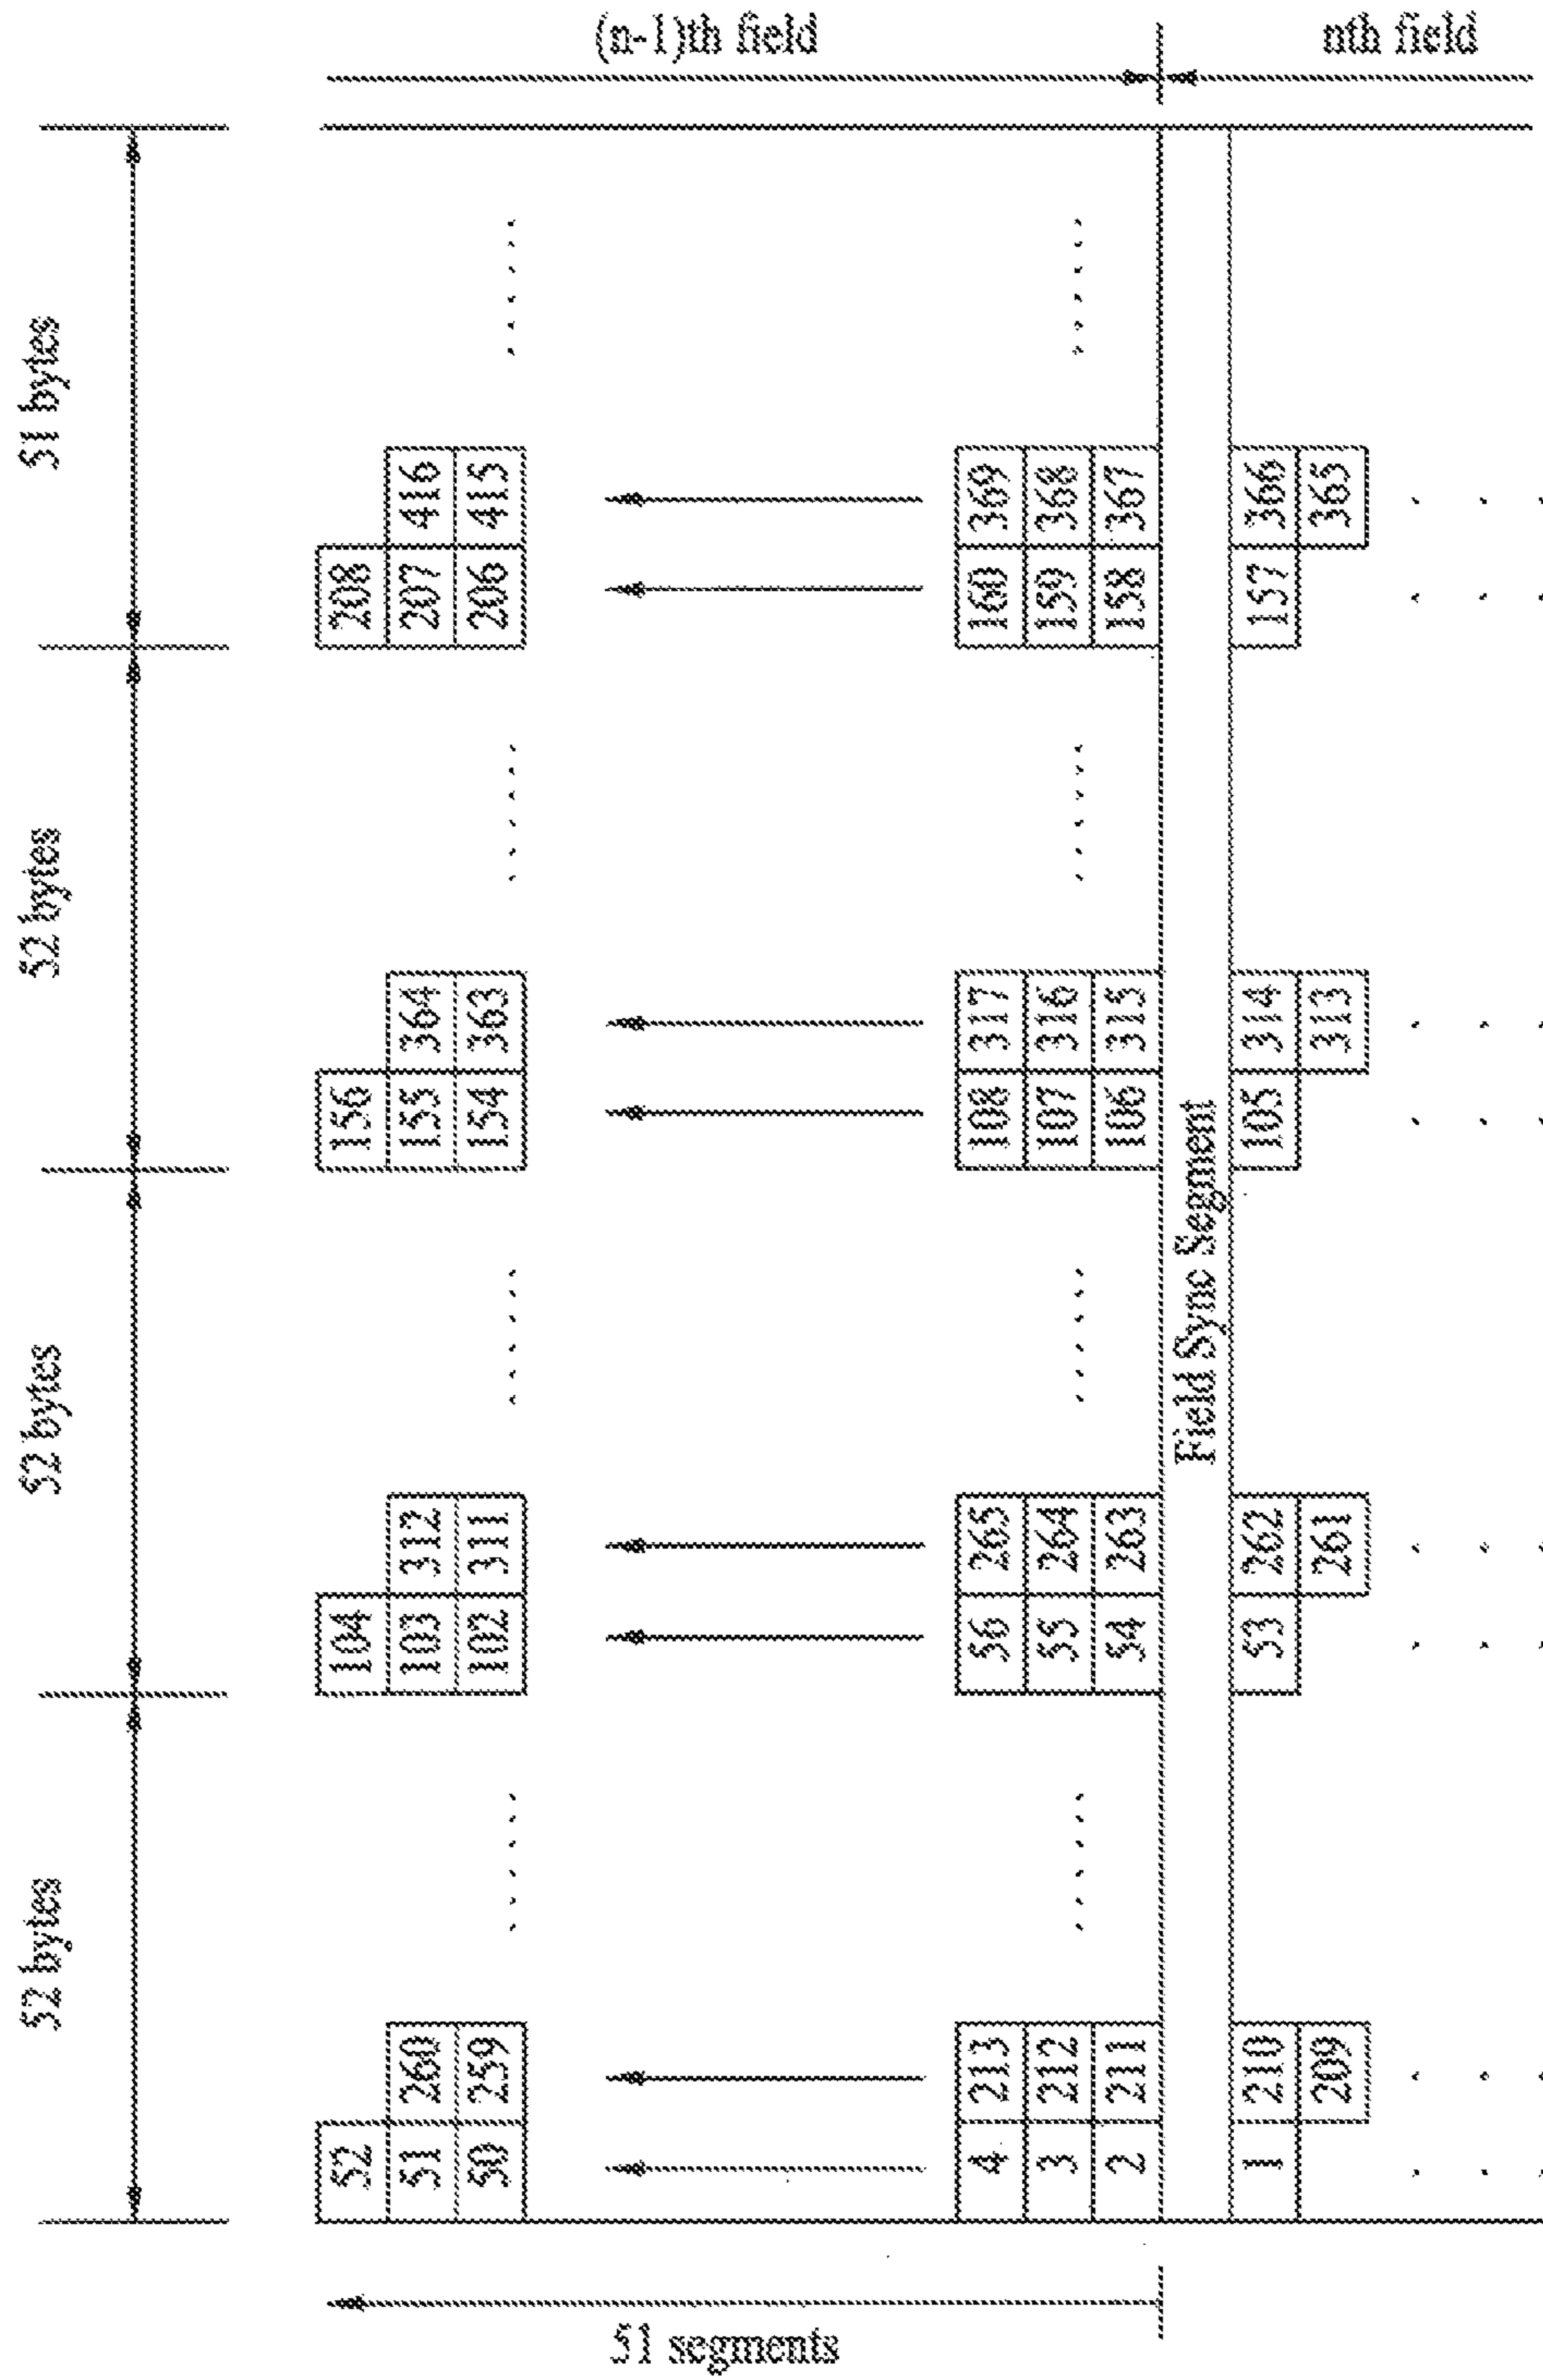 52 bytes 52 bytes 52 bytes 51 bytes
52 104 156 208
51 260 103 312 155 364 207 416
50 259 102 311 154 363 206 415
51 segments
(n-1)th field
4 213 56 265 108 317 160 369
3 212 55 264 107 316 159 368
2 211 54 263 106 315 158 367
Field Sync Segment
1 210 53 262 105 314 157 366
209 261 313 365
nth field